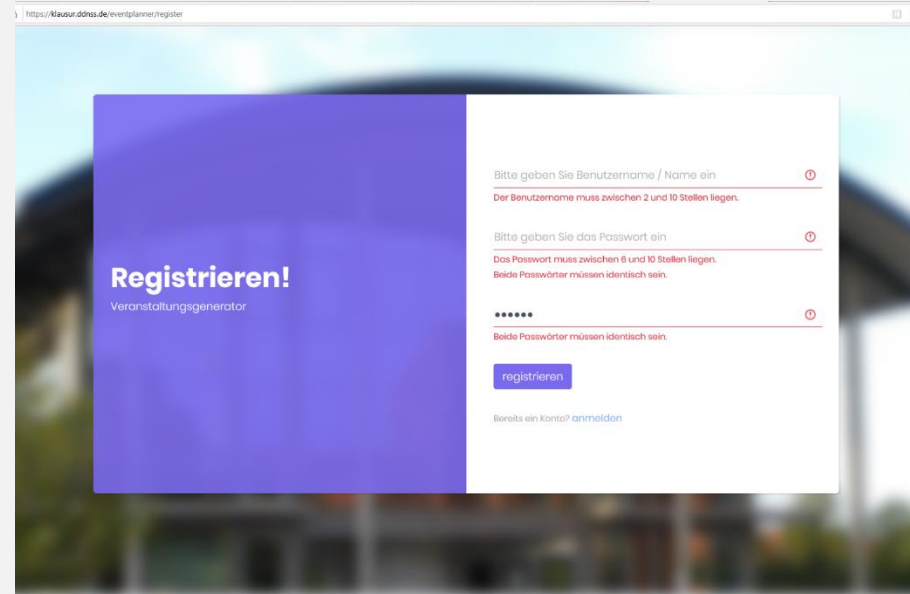 https://klausur.ddnss.de/eventplanner/register
Registrieren!
Veranstaltungsgenerator
Bitte geben Sie Benutzername / Name ein
Der Benutzername muss zwischen 2 und 10 Stellen liegen.
Bitte geben Sie das Passwort ein
Das Passwort muss zwischen 6 und 10 Stellen liegen.
Beide Passwörter müssen identisch sein.
••••••
Beide Passwörter müssen identisch sein.
registrieren
Bereits ein Konto? anmelden